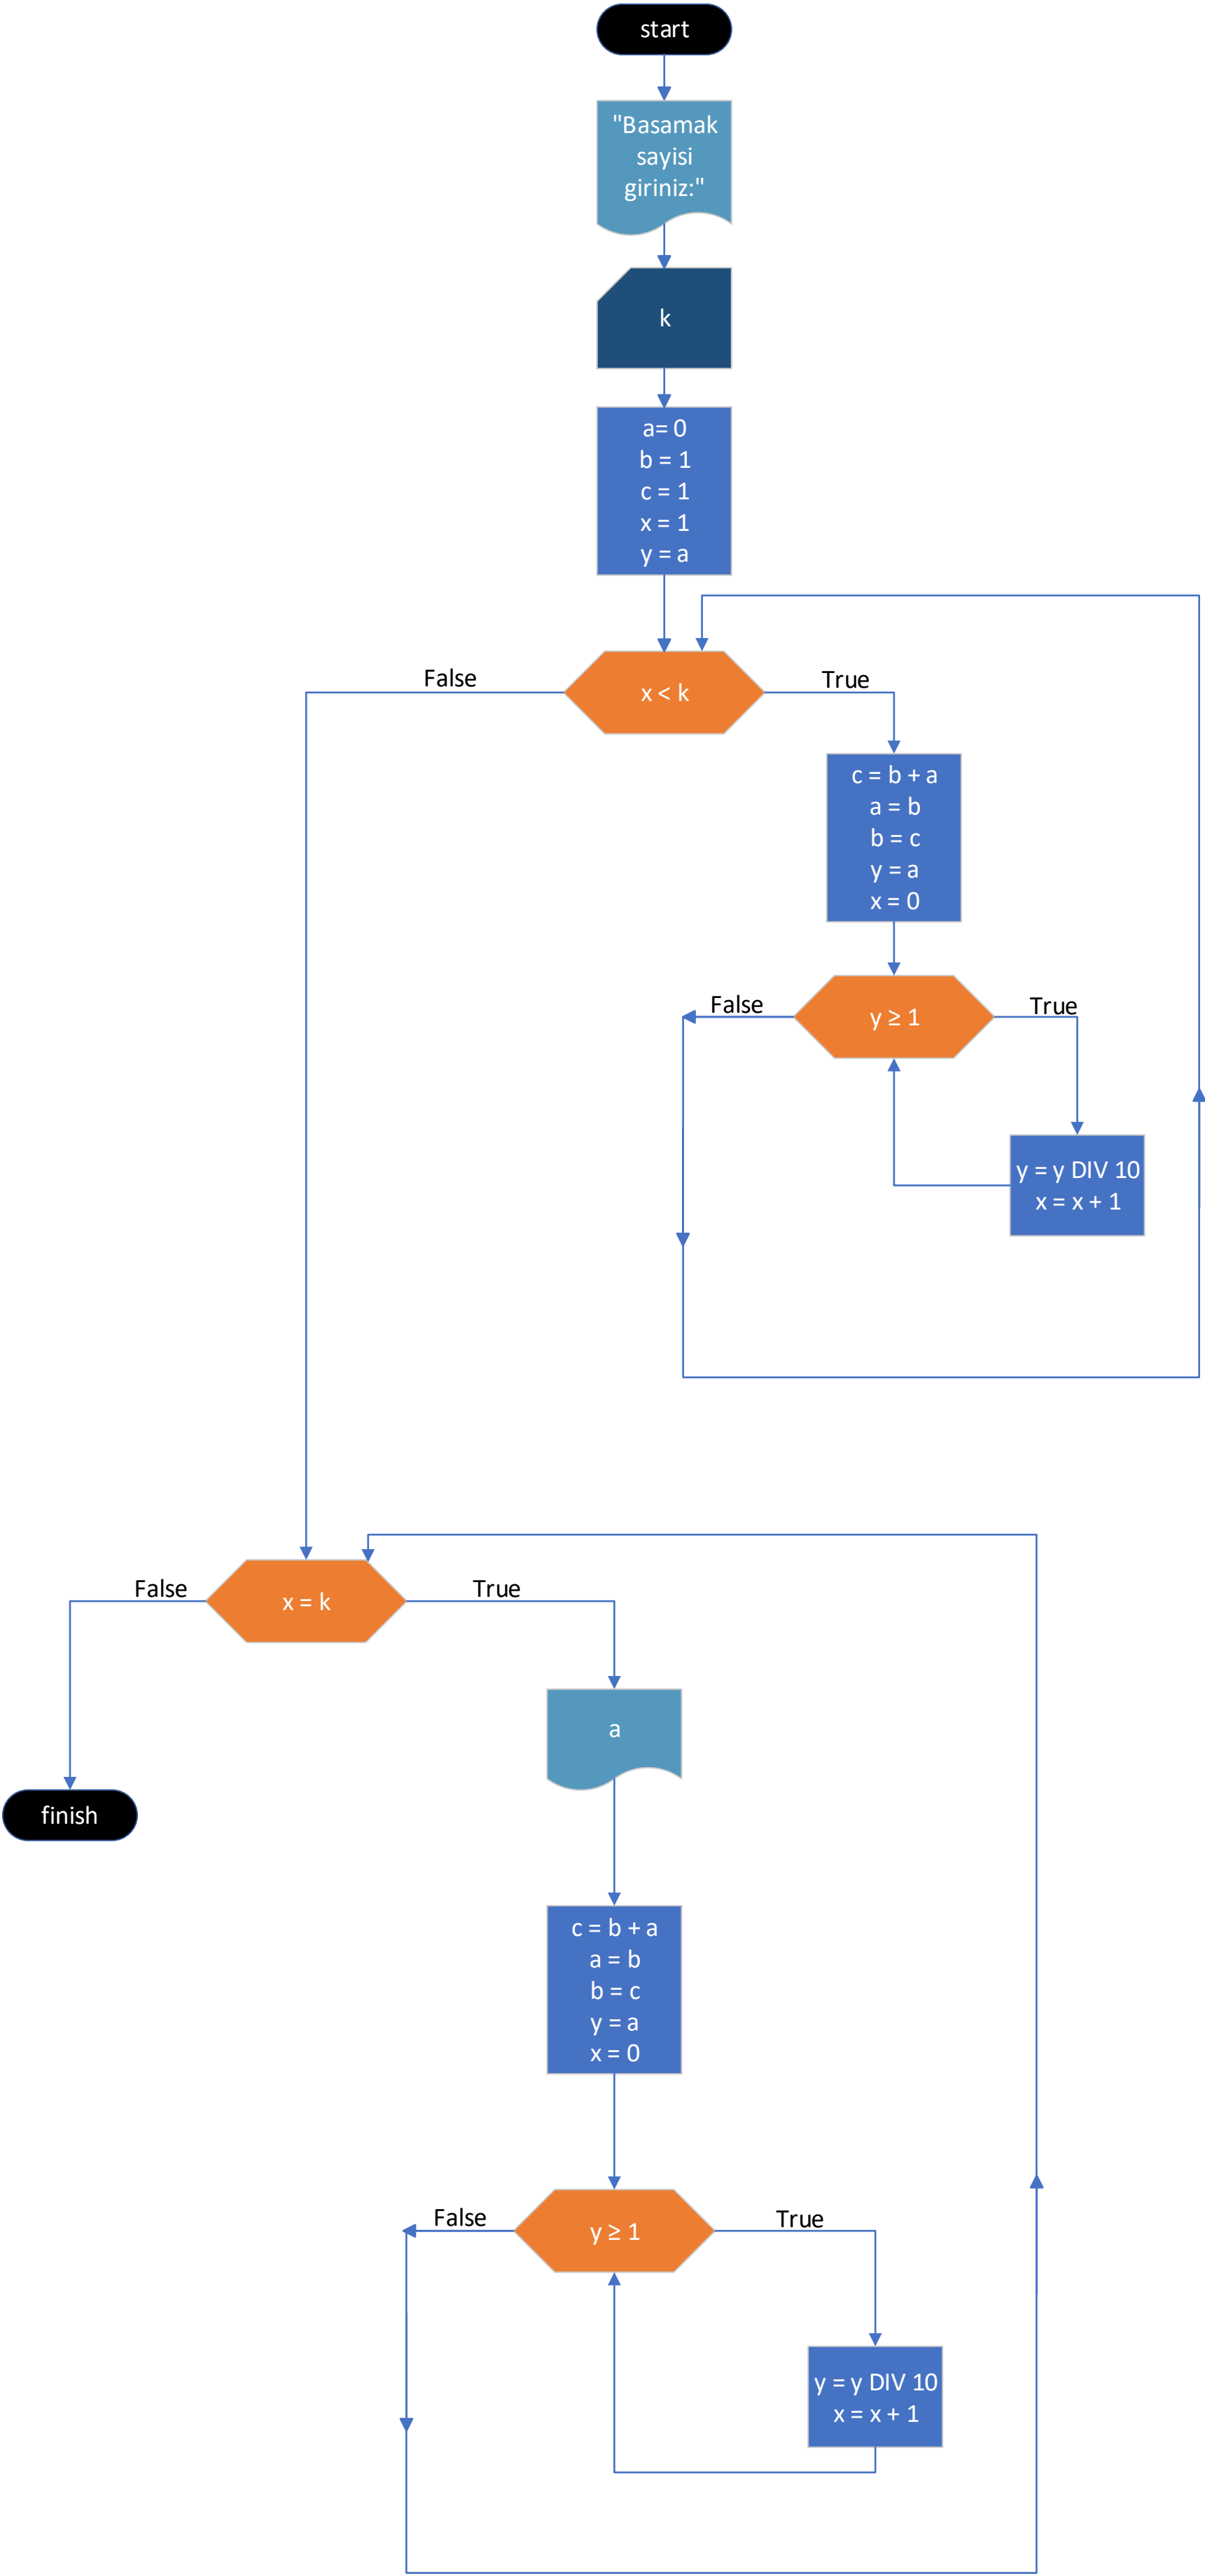 start
"Basamak
sayisi
giriniz:"
k
a= 0
b = 1
c = 1
x = 1
y = a
False
x < k
True
c = b + a
a = b
b = c
y = a
x = 0
False
y ≥ 1
True
y = y DIV 10
x = x + 1
False
x = k
True
a
finish
c = b + a
a = b
b = c
y = a
x = 0
False
y ≥ 1
True
y = y DIV 10
x = x + 1